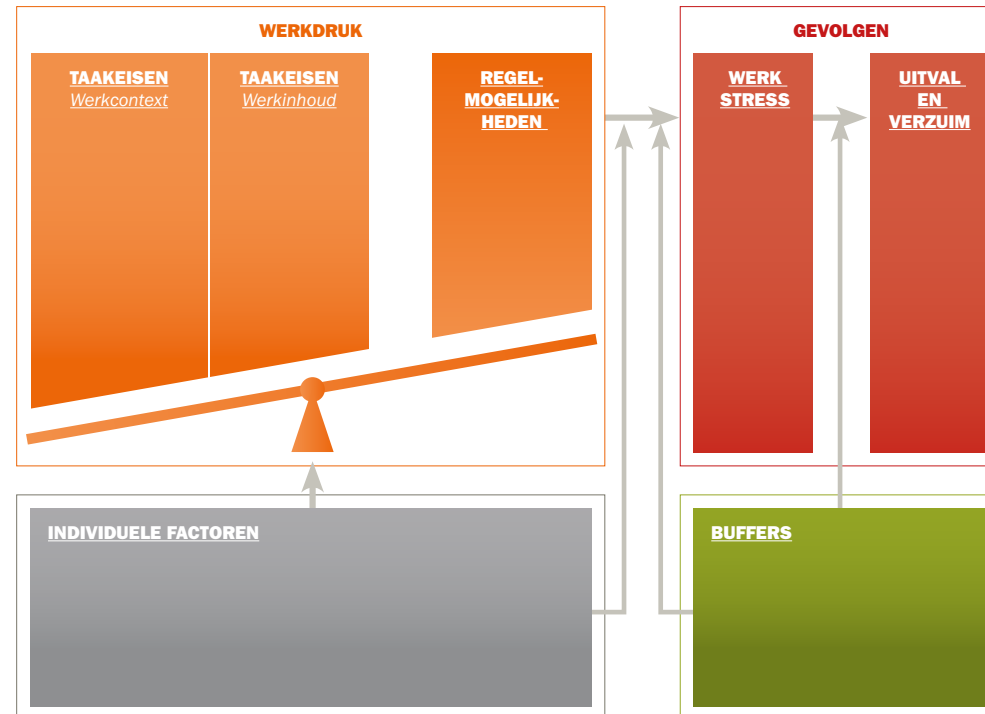 WERKDRUK
TAAKEISEN
Werkcontext
TAAKEISEN
Werkinhoud
REGEL-
MOGELIJK-
HEDEN
GEVOLGEN
WERK
STRESS
UITVAL
EN
VERZUIM
INDIVIDUELE FACTOREN
BUFFERS